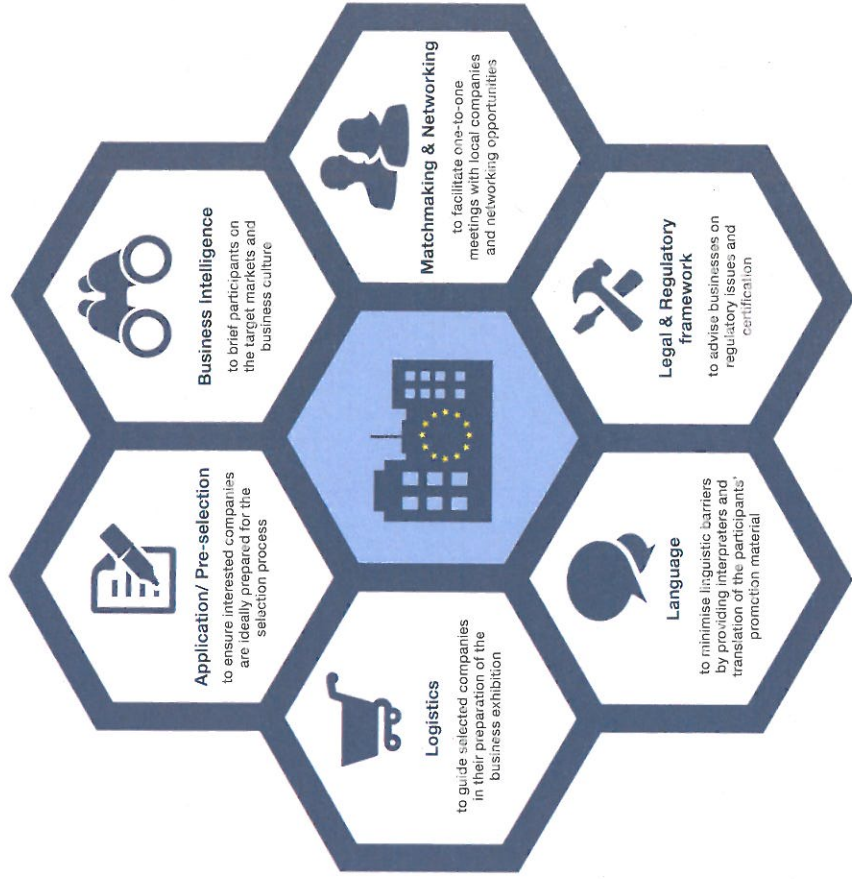 Application/ Pre-selection
to ensure interested companies
are ideally prepared for the
selection process
Business Intelligence
to brief participants on
the target markets and
business culture
Logistics
to guide selected companies
in their preparation of the
business exhibition
Matchmaking & Networking
to facilitate one-to-one
meetings with local companies
and networking opportunities
Language
to minimise linguistic barriers
by providing interpreters and
translation of the participants'
promotion material
Legal & Regulatory
framework
to advise businesses on
regulatory issues and
certification